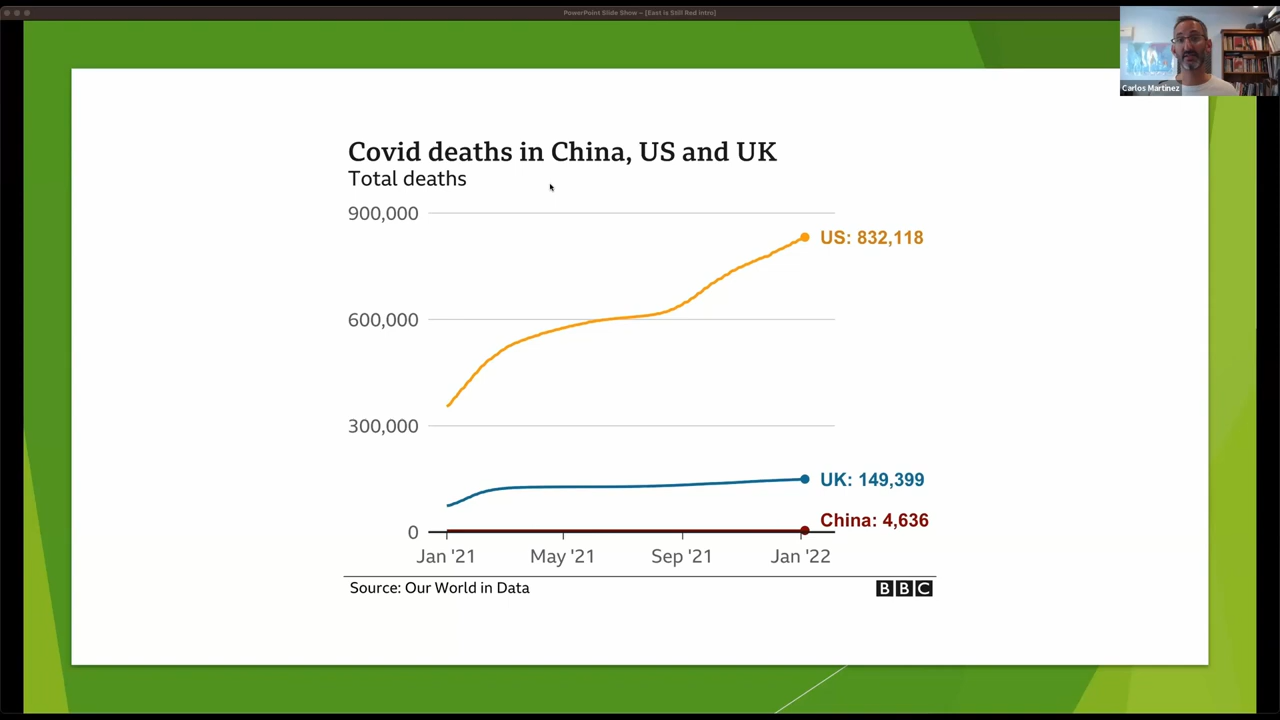 PowerPoint Slide Show - [East is Still Red intro]
Carlos Martinez
Covid deaths in China, US and UK
Total deaths
900,000
US: 832,118
600,000
300,000
UK: 149,399
China: 4,636
0
Jan '21 May '21 Sep '21 Jan '22
Source: Our World in Data
BBC